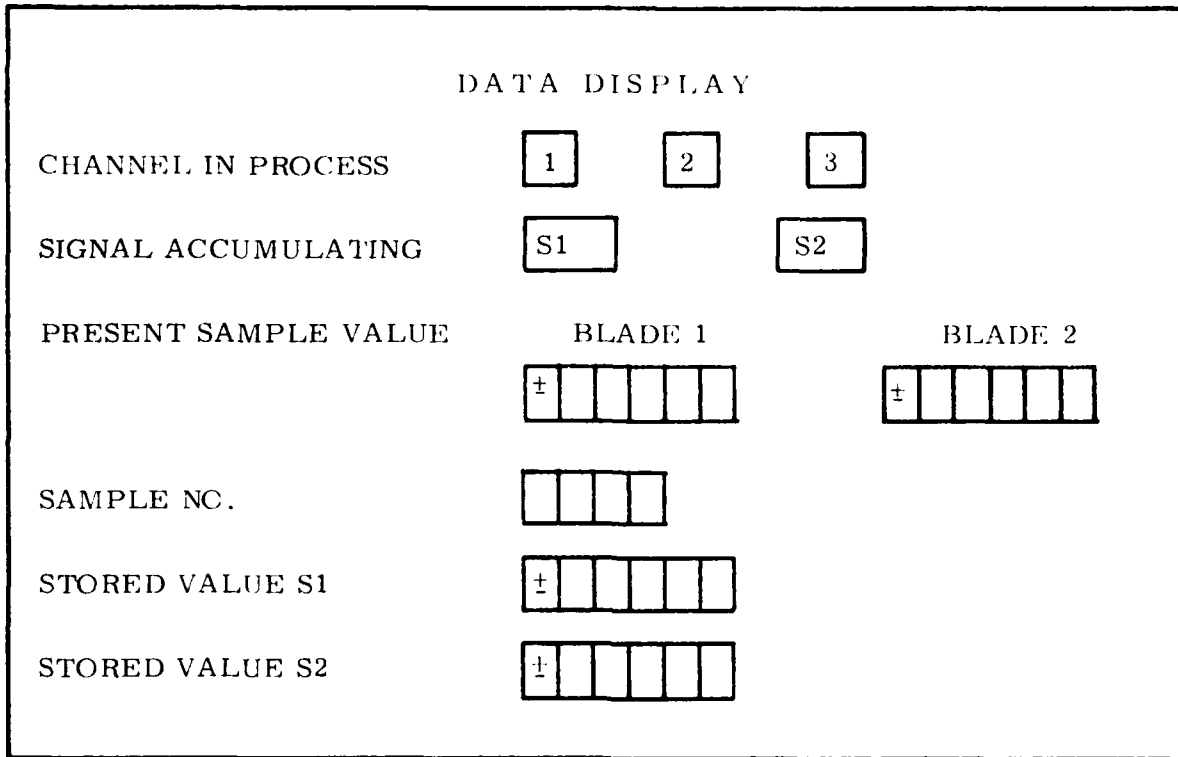 DATA DISPLAY
CHANNEL IN PROCESS 1 2 3
SIGNAL ACCUMULATING S1 S2
PRESENT SAMPLE VALUE BLADE 1 BLADE 2
± ±
SAMPLE NO.
STORED VALUE S1 ±
STORED VALUE S2 ±